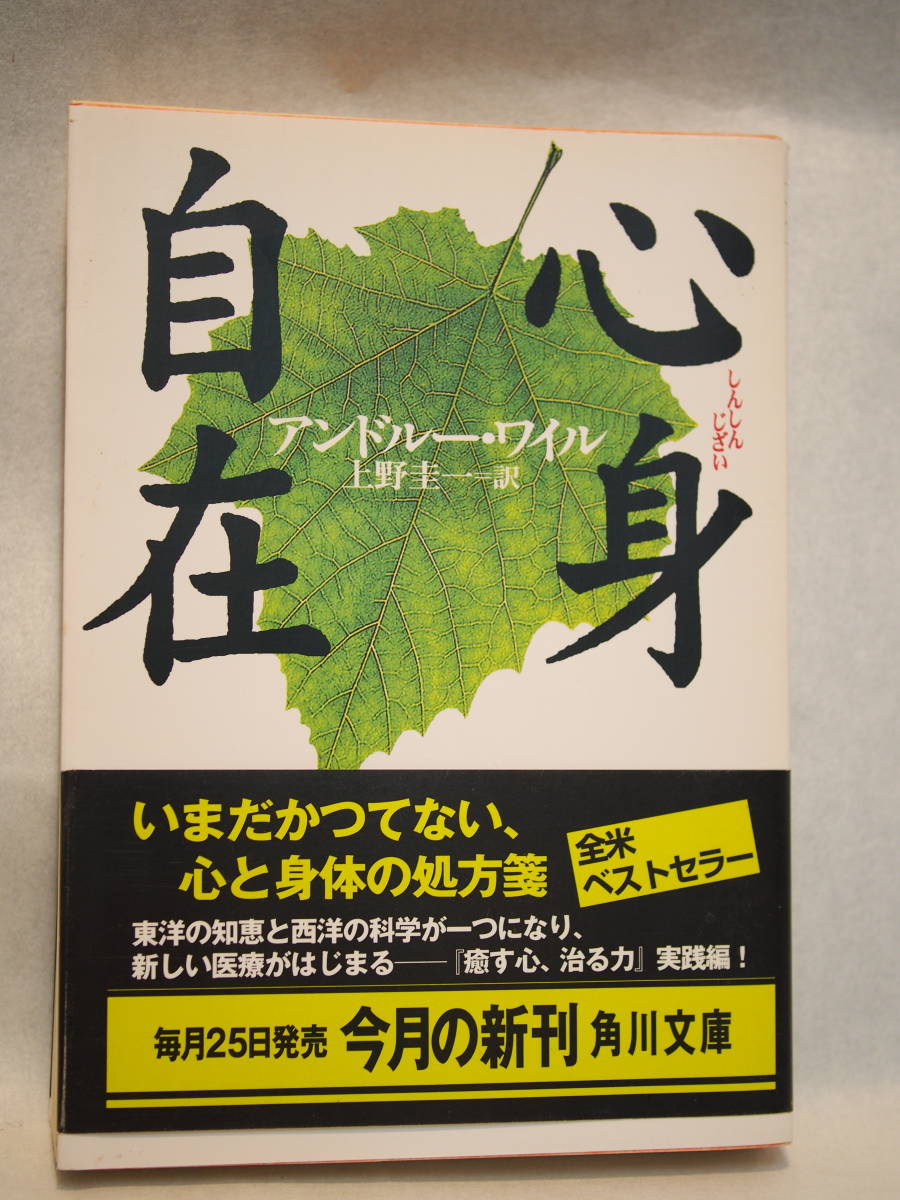 心身
自在
しんしん
じざい
アンドルー・ワイル
上野圭一=訳
いまだかつてない、
心と身体の処方箋
全米
ベストセラー
東洋の知恵と西洋の科学が一つになり、
新しい医療がはじまる──『癒す心、治る力』実践編!
毎月25日発売 今月の新刊 角川文庫